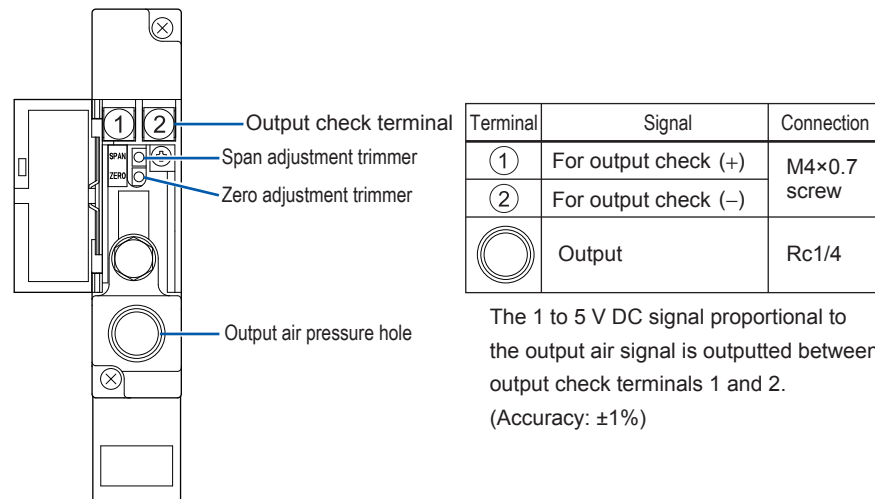 ① ②
Output check terminal
SPAN
Span adjustment trimmer
ZERO
Zero adjustment trimmer
Output air pressure hole
Terminal Signal Connection
① For output check (+) M4×0.7 screw
② For output check (−)
Output Rc1/4
The 1 to 5 V DC signal proportional to
the output air signal is outputted between
output check terminals 1 and 2.
(Accuracy: ±1%)